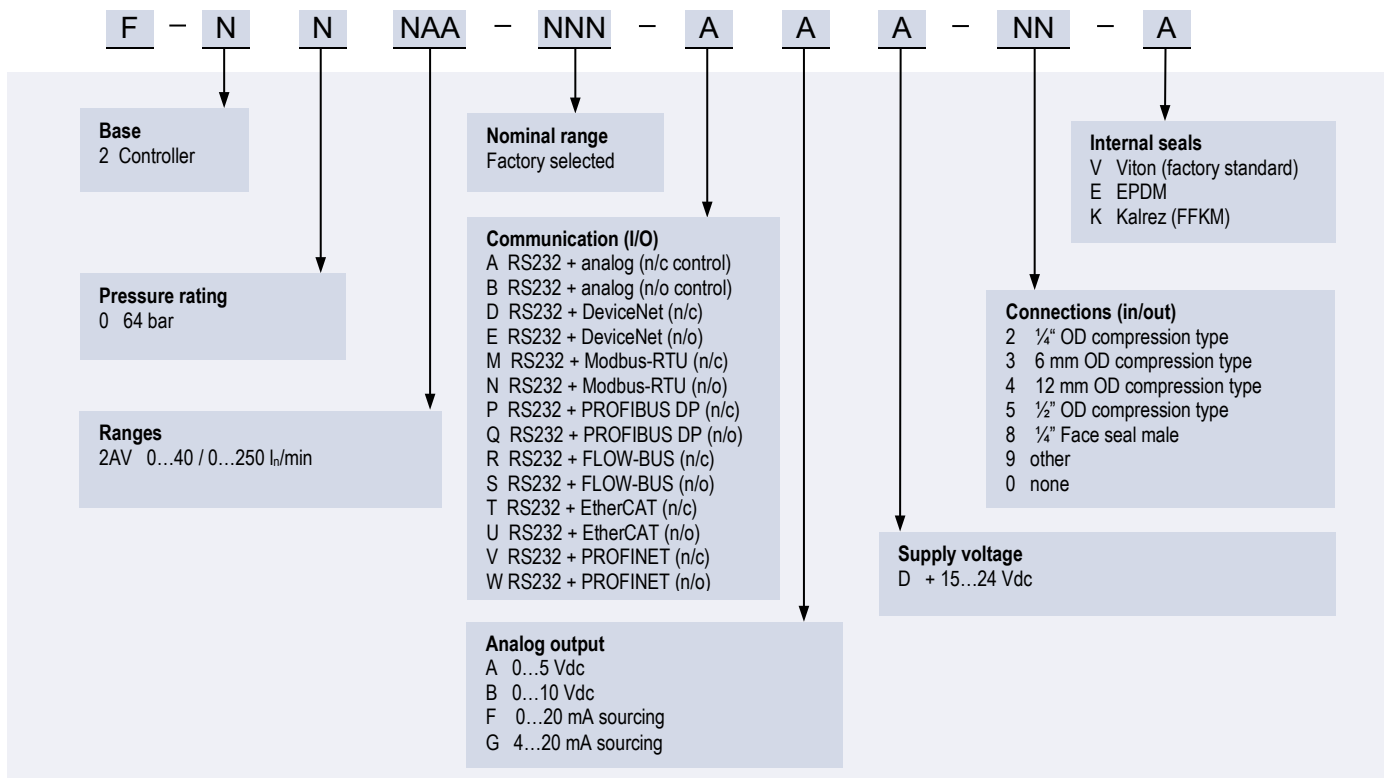 F – N N NAA – NNN – A A A – NN – A
Base
2 Controller
Pressure rating
0 64 bar
Ranges
2AV 0…40 / 0…250 lₙ/min
Nominal range
Factory selected
Communication (I/O)
A RS232 + analog (n/c control)
B RS232 + analog (n/o control)
D RS232 + DeviceNet (n/c)
E RS232 + DeviceNet (n/o)
M RS232 + Modbus-RTU (n/c)
N RS232 + Modbus-RTU (n/o)
P RS232 + PROFIBUS DP (n/c)
Q RS232 + PROFIBUS DP (n/o)
R RS232 + FLOW-BUS (n/c)
S RS232 + FLOW-BUS (n/o)
T RS232 + EtherCAT (n/c)
U RS232 + EtherCAT (n/o)
V RS232 + PROFINET (n/c)
W RS232 + PROFINET (n/o)
Analog output
A 0…5 Vdc
B 0…10 Vdc
F 0…20 mA sourcing
G 4…20 mA sourcing
Internal seals
V Viton (factory standard)
E EPDM
K Kalrez (FFKM)
Connections (in/out)
2 ¼“ OD compression type
3 6 mm OD compression type
4 12 mm OD compression type
5 ½” OD compression type
8 ¼” Face seal male
9 other
0 none
Supply voltage
D + 15…24 Vdc